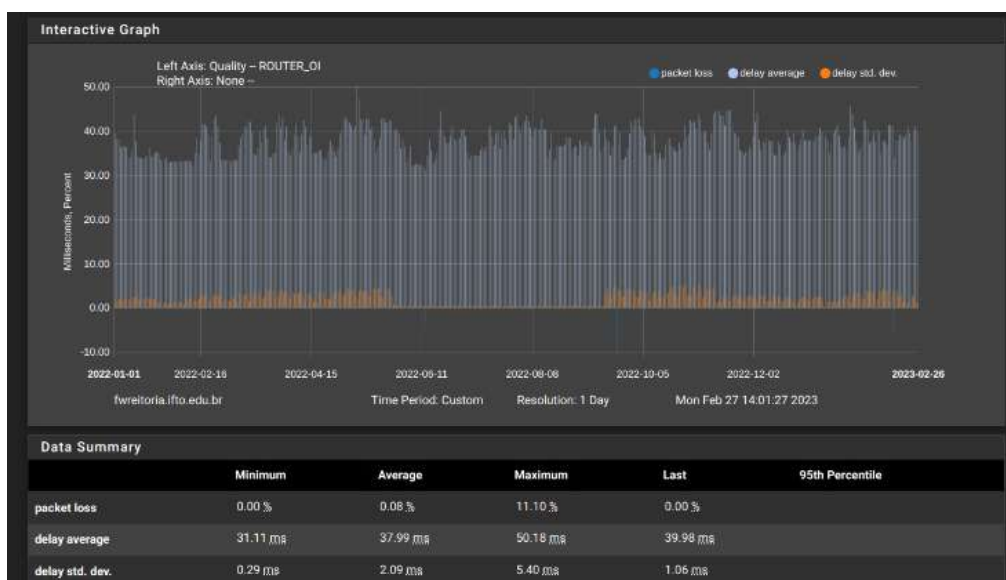 Interactive Graph
Left Axis: Quality -- ROUTER_OI
Right Axis: None --
packet loss delay average delay std. dev.
50.00
40.00
30.00
20.00
10.00
0.00
-10.00
Milliseconds, Percent
2022-01-01 2022-02-16 2022-04-15 2022-06-11 2022-08-08 2022-10-05 2022-12-02 2023-02-26
fwreitoria.ifto.edu.br Time Period: Custom Resolution: 1 Day Mon Feb 27 14:01:27 2023
Data Summary
Minimum Average Maximum Last 95th Percentile
packet loss 0.00 % 0.08 % 11.10 % 0.00 %
delay average 31.11 ms 37.99 ms 50.18 ms 39.98 ms
delay std. dev. 0.29 ms 2.09 ms 5.40 ms 1.06 ms